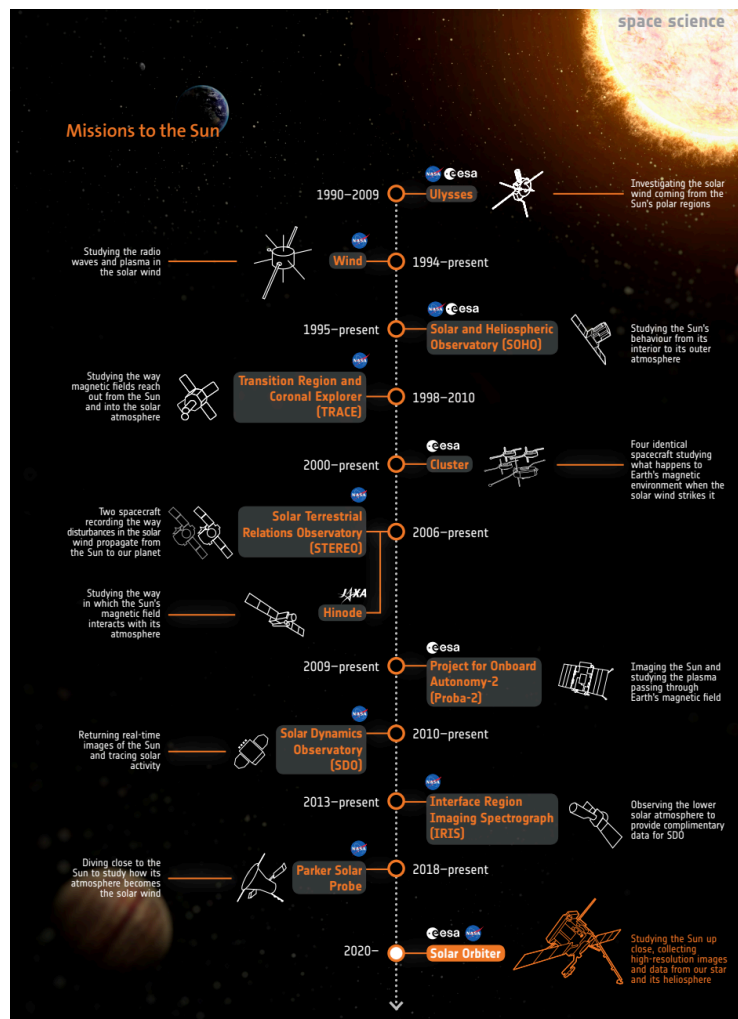 space science
Missions to the Sun
NASA esa
1990–2009
Ulysses
Investigating the solar
wind coming from the
Sun's polar regions
NASA
Studying the radio
waves and plasma in
the solar wind
Wind
1994–present
NASA esa
1995–present
Solar and Heliospheric
Observatory (SOHO)
Studying the Sun's
behaviour from its
interior to its outer
atmosphere
NASA
Studying the way
magnetic fields reach
out from the Sun
and into the solar
atmosphere
Transition Region and
Coronal Explorer
(TRACE)
1998–2010
esa
2000–present
Cluster
Four identical
spacecraft studying
what happens to
Earth's magnetic
environment when the
solar wind strikes it
NASA
Two spacecraft
recording the way
disturbances in the solar
wind propagate from
the Sun to our planet
Solar Terrestrial
Relations Observatory
(STEREO)
2006–present
Studying the way
in which the Sun's
magnetic field
interacts with its
atmosphere
JAXA
Hinode
esa
2009–present
Project for Onboard
Autonomy-2
(Proba-2)
Imaging the Sun and
studying the plasma
passing through
Earth's magnetic field
NASA
Returning real-time
images of the Sun
and tracing solar
activity
Solar Dynamics
Observatory
(SDO)
2010–present
NASA
2013–present
Interface Region
Imaging Spectrograph
(IRIS)
Observing the lower
solar atmosphere to
provide complimentary
data for SDO
NASA
Diving close to the
Sun to study how its
atmosphere becomes
the solar wind
Parker Solar
Probe
2018–present
esa NASA
2020–
Solar Orbiter
Studying the Sun up
close, collecting
high-resolution images
and data from our star
and its heliosphere